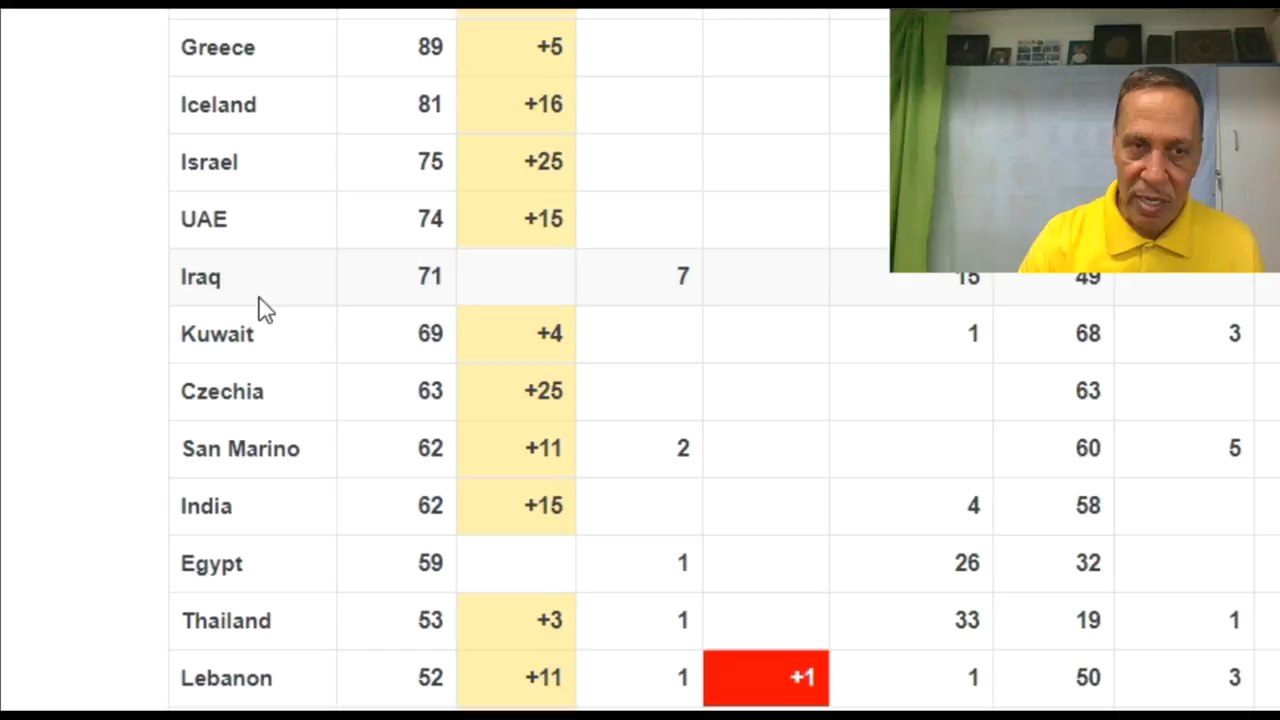 Greece 89 +5
Iceland 81 +16
Israel 75 +25
UAE 74 +15
Iraq 71 7 15 49
Kuwait 69 +4 1 68 3
Czechia 63 +25 63
San Marino 62 +11 2 60 5
India 62 +15 4 58
Egypt 59 1 26 32
Thailand 53 +3 1 33 19 1
Lebanon 52 +11 1 +1 1 50 3